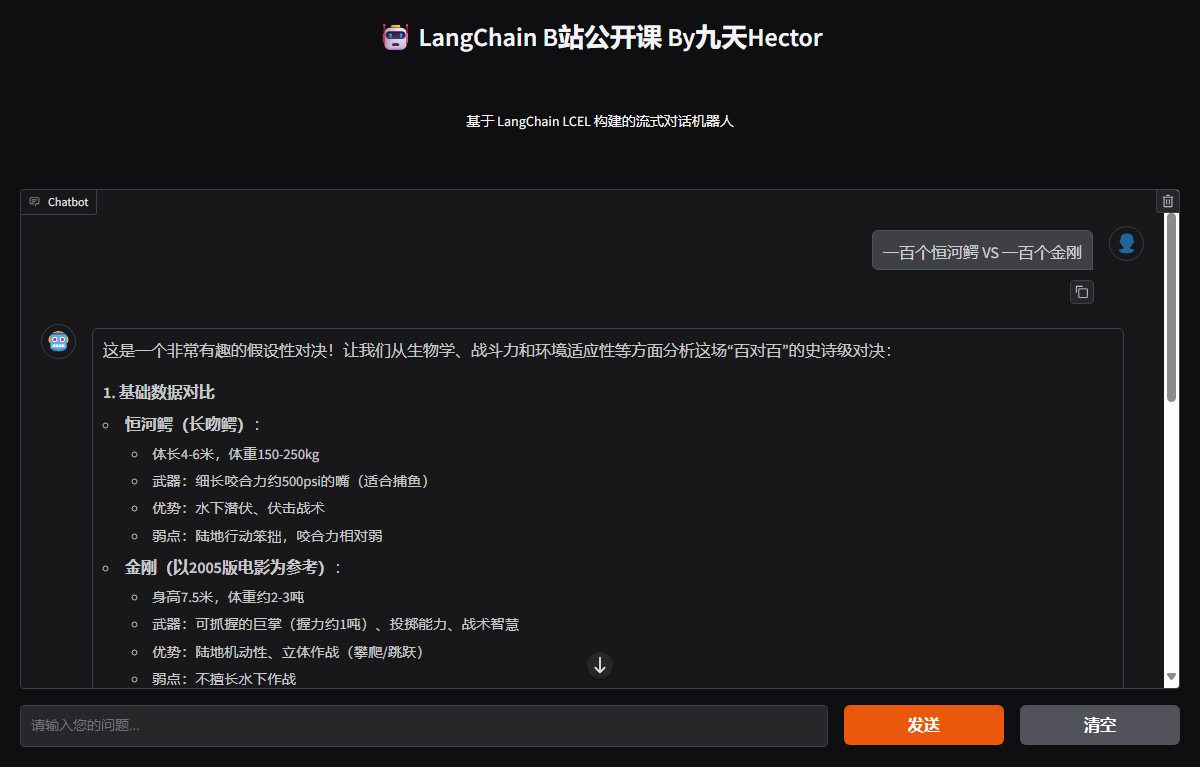 LangChain B站公开课 By九天Hector
基于 LangChain LCEL 构建的流式对话机器人
Chatbot
一百个恒河鳄 VS 一百个金刚
这是一个非常有趣的假设性对决！让我们从生物学、战斗力和环境适应性等方面分析这场“百对百”的史诗级对决：
1. 基础数据对比
恒河鳄（长吻鳄）：
体长4-6米，体重150-250kg
武器：细长咬合力约500psi的嘴（适合捕鱼）
优势：水下潜伏、伏击战术
弱点：陆地行动笨拙，咬合力相对弱
金刚（以2005版电影为参考）：
身高7.5米，体重约2-3吨
武器：可抓握的巨掌（握力约1吨）、投掷能力、战术智慧
优势：陆地机动性、立体作战（攀爬/跳跃）
弱点：不擅长水下作战
请输入您的问题...
发送
清空